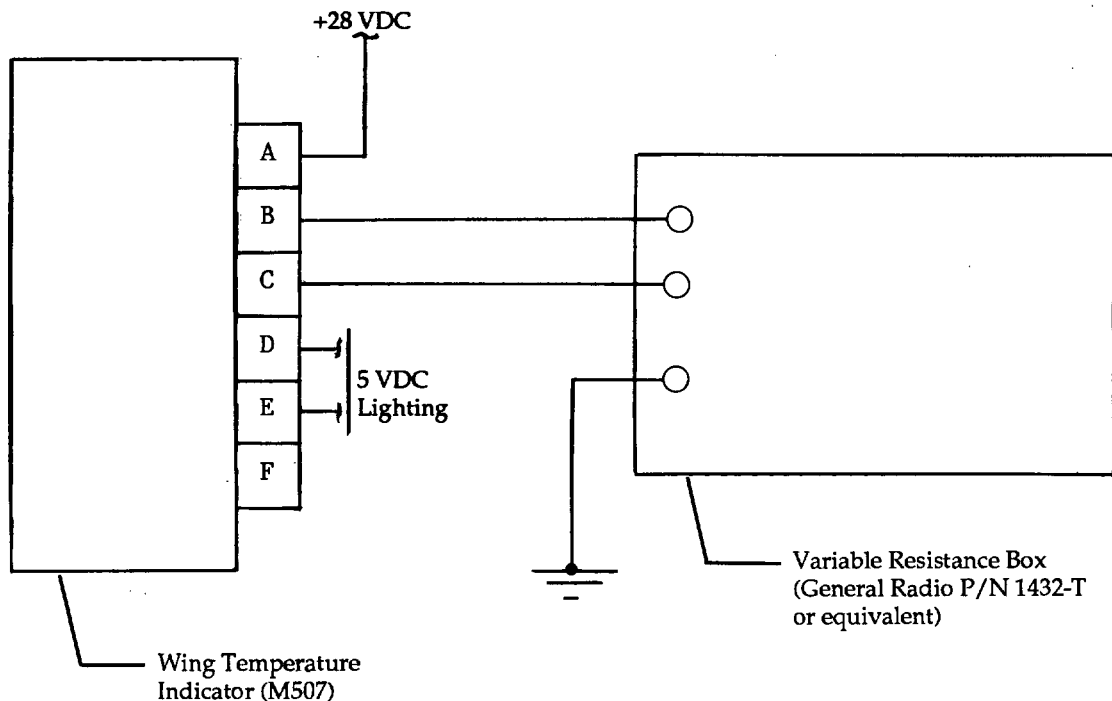 +28 VDC
A
B
C
D
E
F
5 VDC
Lighting
Variable Resistance Box
(General Radio P/N 1432-T
or equivalent)
Wing Temperature
Indicator (M507)